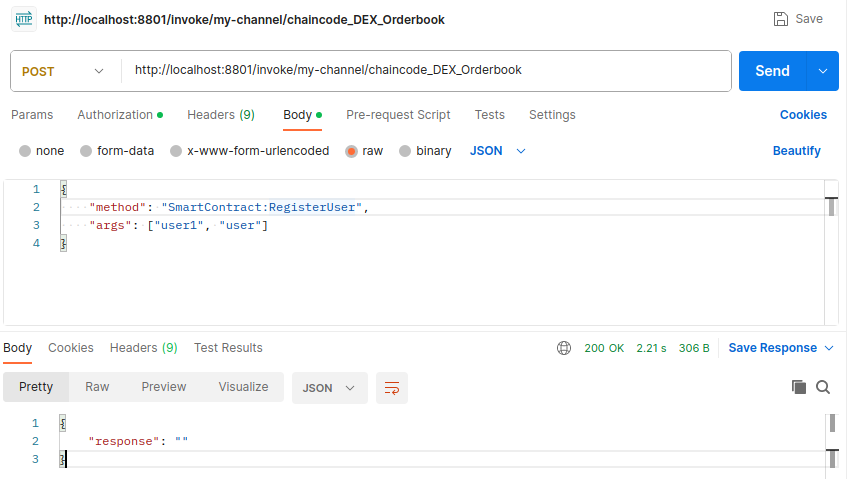 HTTP http://localhost:8801/invoke/my-channel/chaincode_DEX_Orderbook Save
POST http://localhost:8801/invoke/my-channel/chaincode_DEX_Orderbook Send
Params Authorization Headers (9) Body Pre-request Script Tests Settings Cookies
none form-data x-www-form-urlencoded raw binary JSON Beautify
1 {
2 "method": "SmartContract:RegisterUser",
3 "args": ["user1", "user"]
4 }
Body Cookies Headers (9) Test Results 200 OK 2.21 s 306 B Save Response
Pretty Raw Preview Visualize JSON
1 {
2 "response": ""
3 }